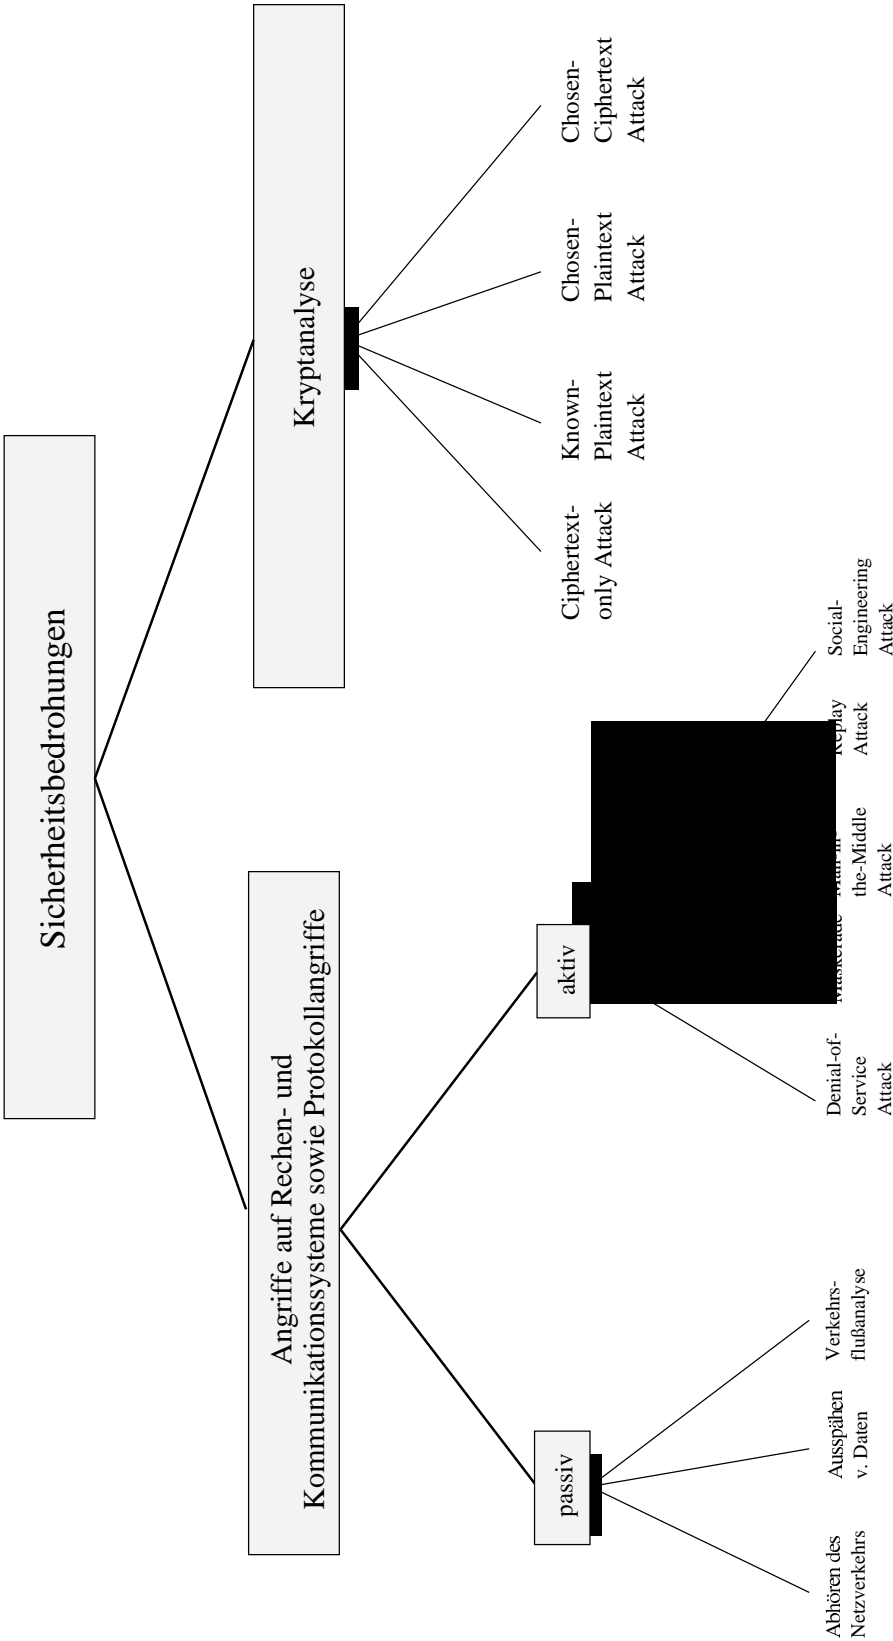 Sicherheitsbedrohungen
Angriffe auf Rechen- und
Kommunikationssysteme sowie Protokollangriffe
Kryptanalyse
passiv
aktiv
Ciphertext-
only Attack
Known-
Plaintext
Attack
Chosen-
Plaintext
Attack
Chosen-
Ciphertext
Attack
Abhören des
Netzverkehrs
Ausspähen
v. Daten
Verkehrs-
flußanalyse
Denial-of-
Service
Attack
Maskerade
the-Middle
Attack
Replay
Attack
Social-
Engineering
Attack